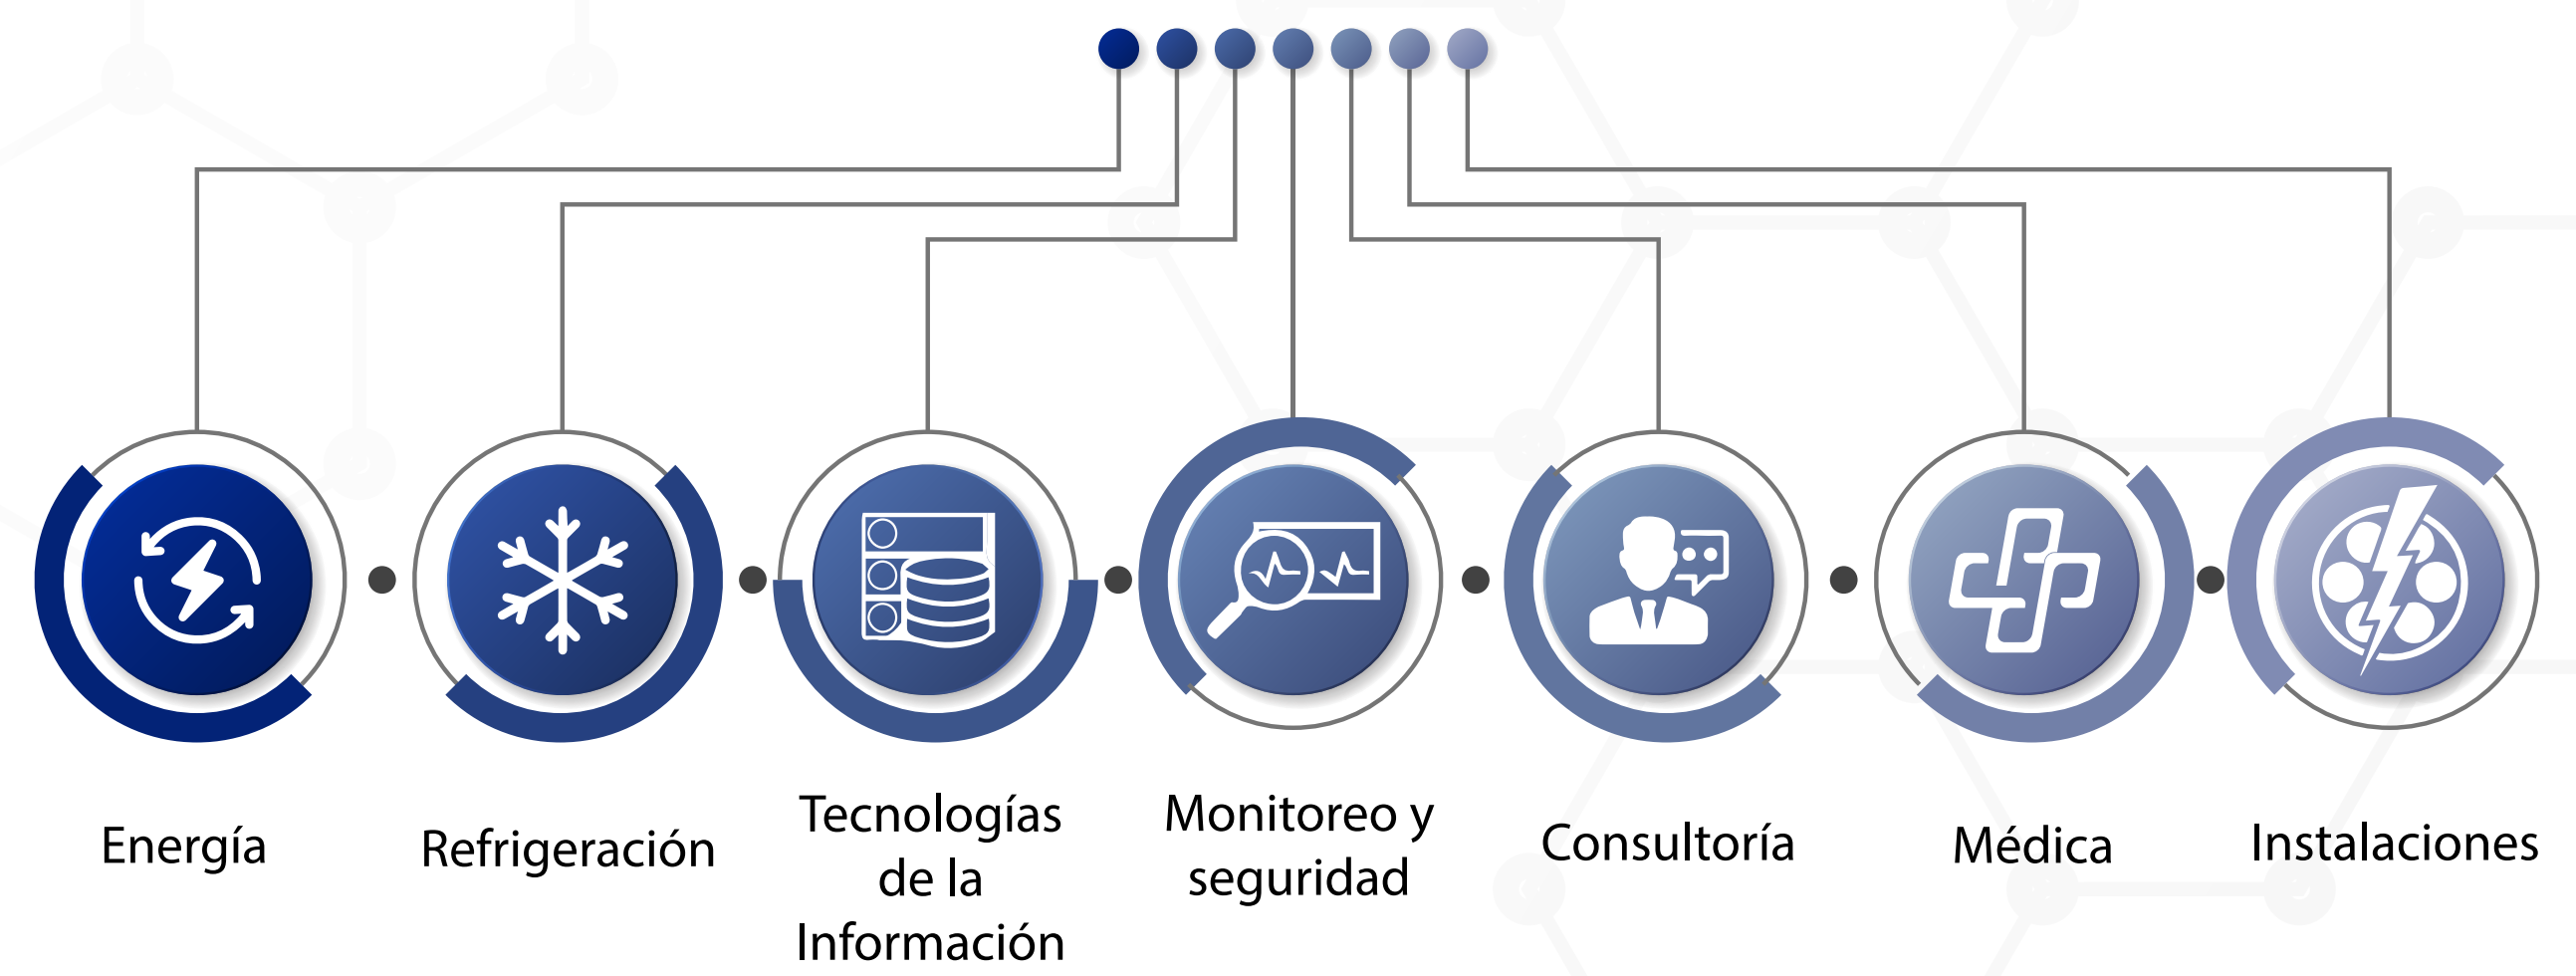 Energía
Refrigeración
Tecnologías
de la
Información
Monitoreo y
seguridad
Consultoría
Médica
Instalaciones